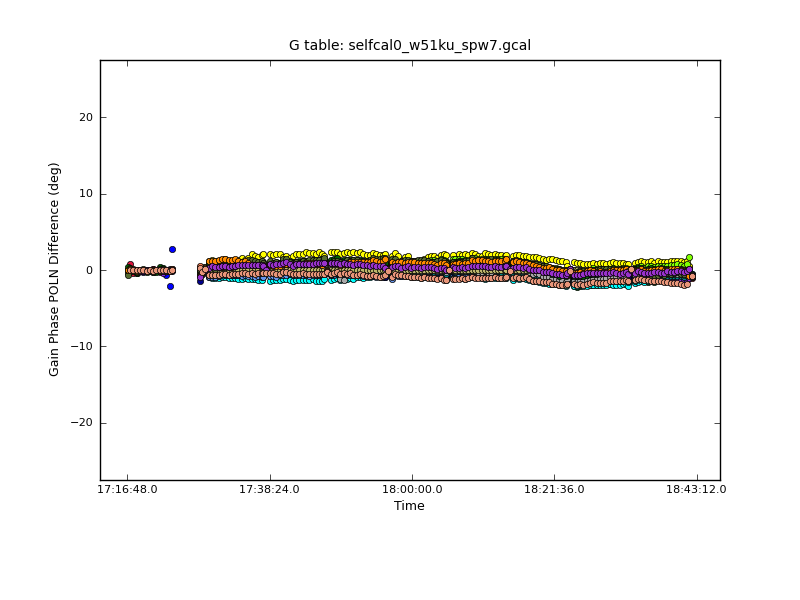 G table: selfcal0_w51ku_spw7.gcal
Gain Phase POLN Difference (deg)
20
10
0
−10
−20
17:16:48.0 17:38:24.0 18:00:00.0 18:21:36.0 18:43:12.0
Time